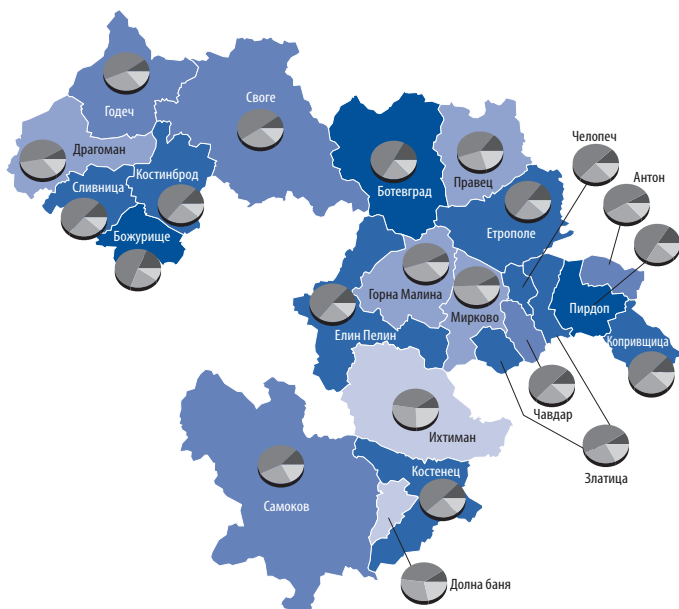 Своге
Годеч
Челопеч
Драгоман
Костинброд
Антон
Сливница
Ботевград
Правец
Божурище
Етрополе
Горна Малина
Пирдоп
Мирково
Елин Пелин
Копривщица
Чавдар
Ихтиман
Костенец
Златица
Самоков
Долна баня